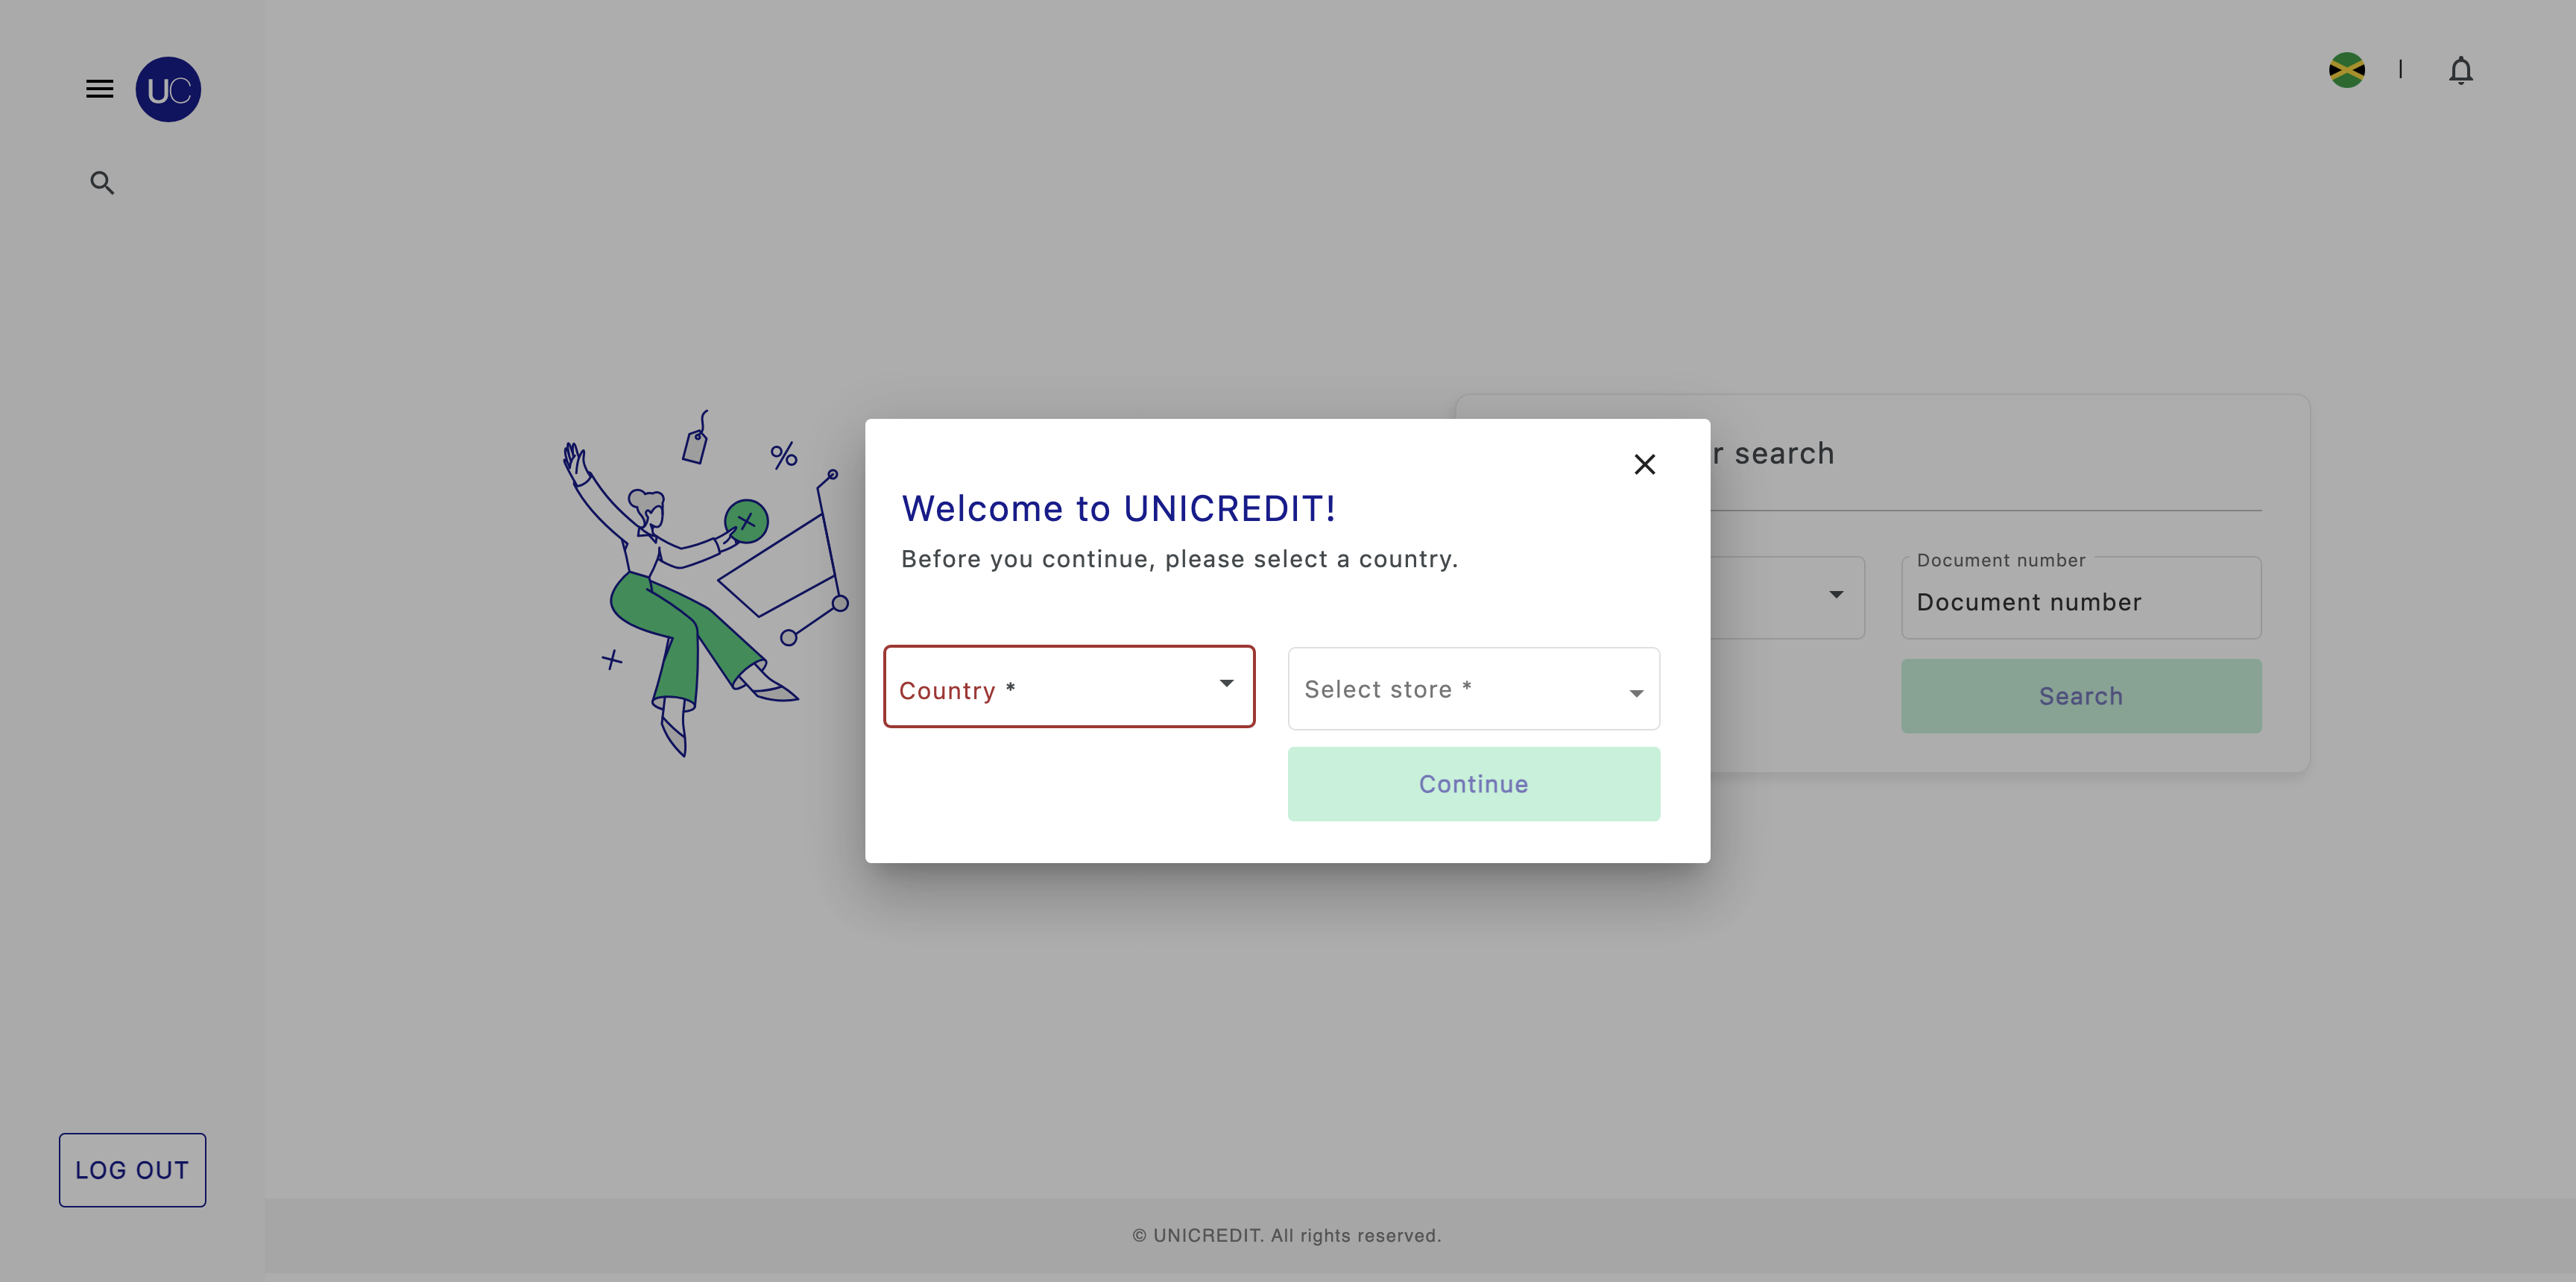 UC
Welcome to UNICREDIT!
Before you continue, please select a country.
Country *
Select store *
Continue
r search
Document number
Document number
Search
LOG OUT
© UNICREDIT. All rights reserved.